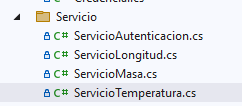 Servicio
C# ServicioAutenticacion.cs
C# ServicioLongitud.cs
C# ServicioMasa.cs
C# ServicioTemperatura.cs